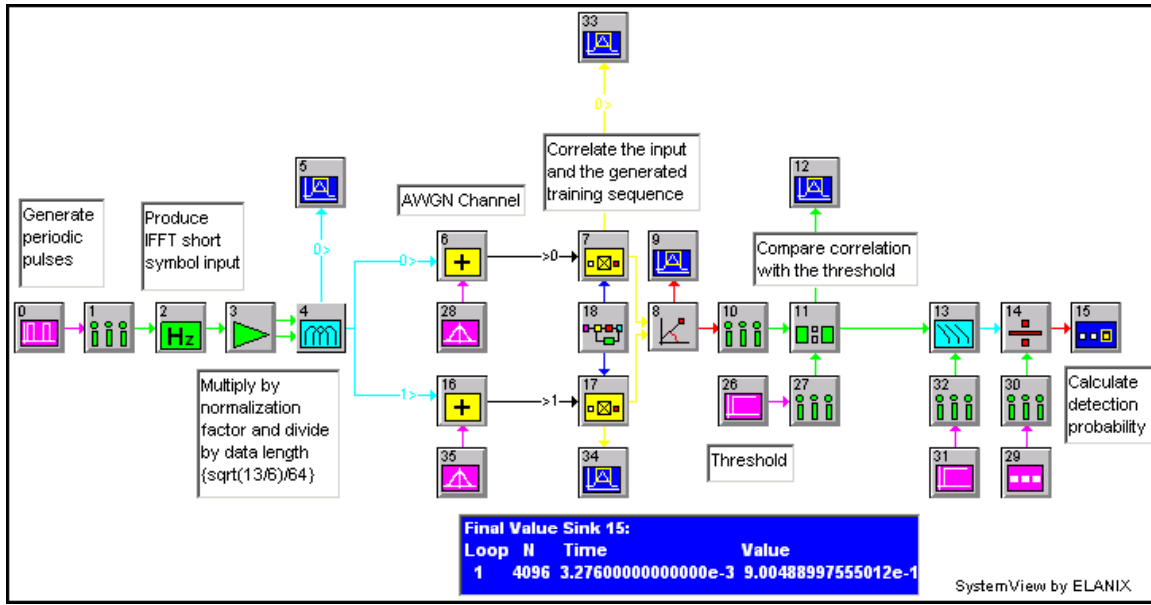 33
0>
5
Correlate the input
and the generated
training sequence
12
Generate
periodic
pulses
Produce
IFFT short
symbol input
AWGN Channel
0>
6
7
9
Compare correlation
with the threshold
0>
>0
0
1
2
Hz
3
4
28
18
8
10
11
13
14
15
Multiply by
normalization
factor and divide
by data length
{sqrt(13/6)/64}
16
1>
>1
17
26
27
32
30
Calculate
detection
probability
35
34
Threshold
31
29
Final Value Sink 15:
Loop N Time Value
1 4096 3.27600000000000e-3 9.00488997555012e-1
SystemView by ELANIX